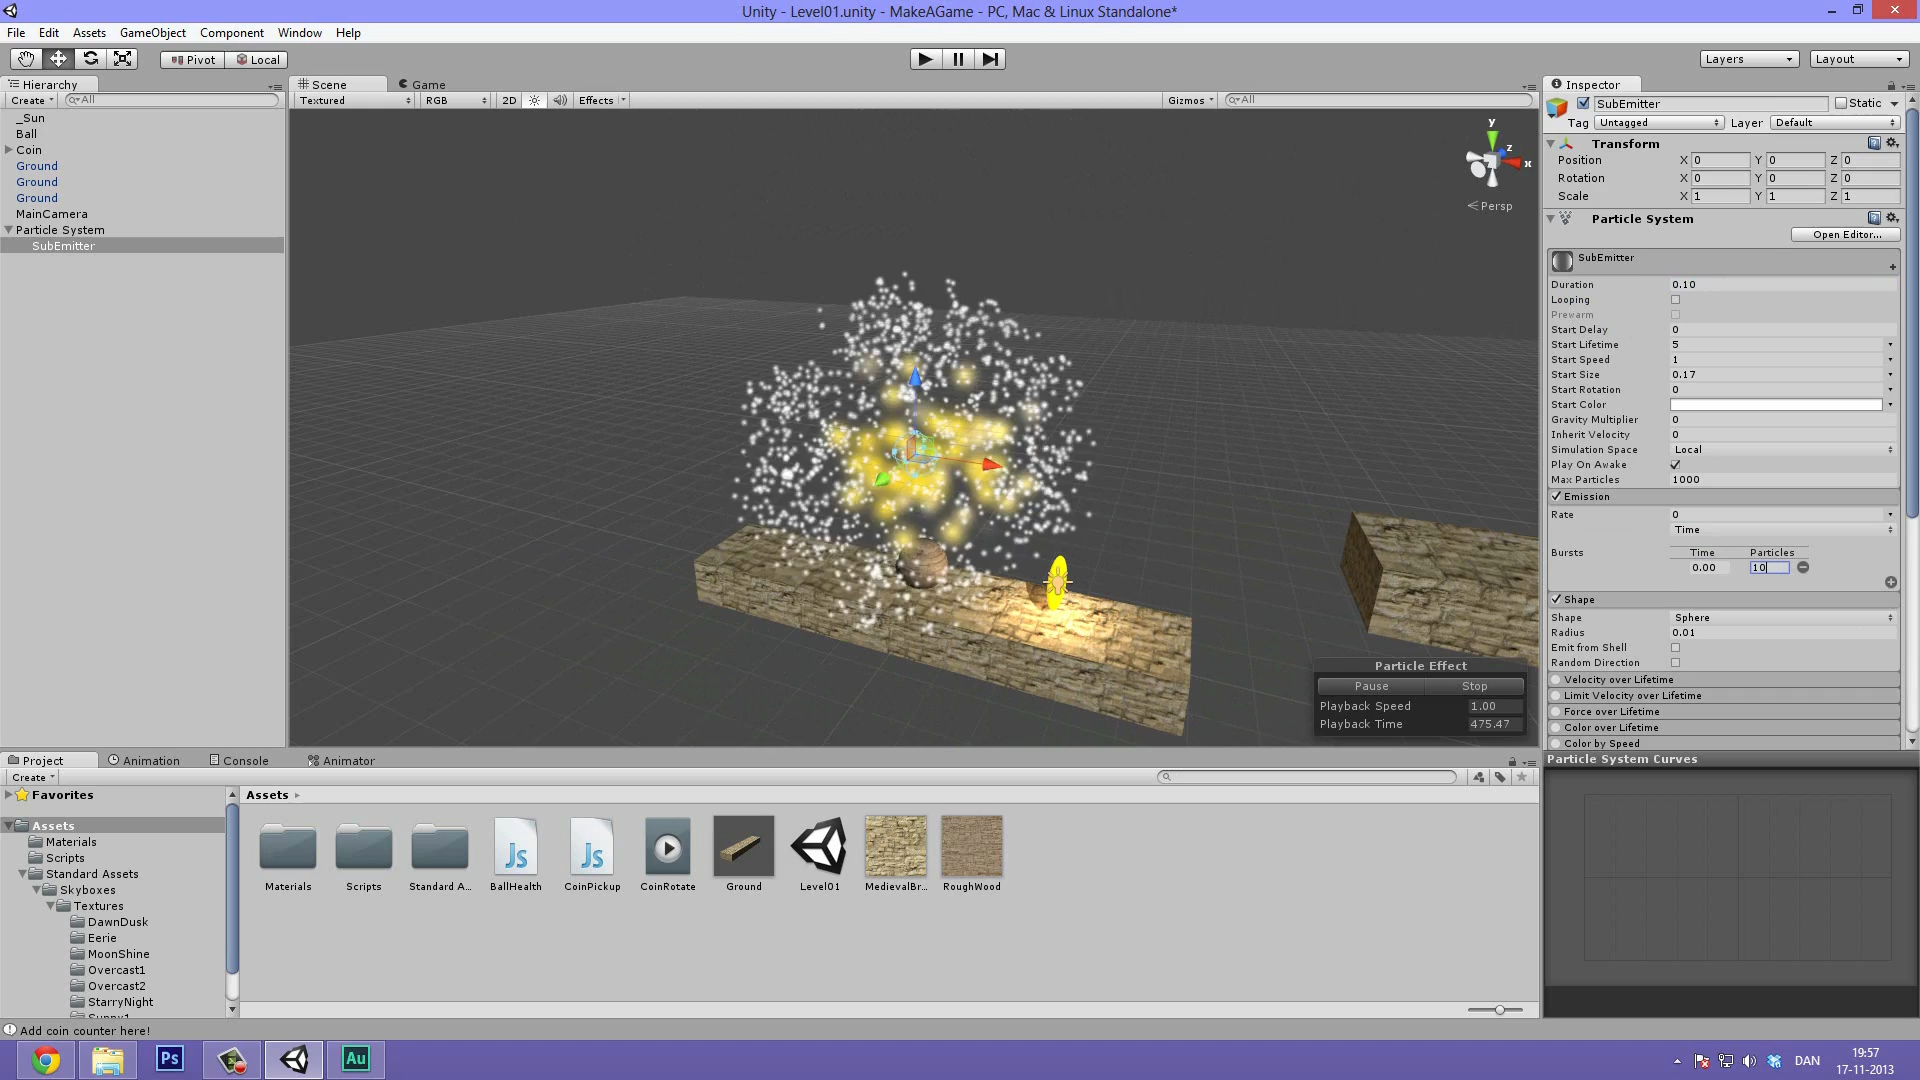 Unity - Level01.unity - MakeAGame - PC, Mac & Linux Standalone*
File Edit Assets GameObject Component Window Help
Pivot Local Layers Layout
Hierarchy
Create All
_Sun
Ball
Coin
Ground
Ground
Ground
MainCamera
Particle System
SubEmitter
Scene Game
Textured RGB 2D Effects Gizmos All
y
z
x
Persp
Particle Effect
Pause Stop
Playback Speed 1.00
Playback Time 475.47
Inspector
SubEmitter Static
Tag Untagged Layer Default
Transform
Position X 0 Y 0 Z 0
Rotation X 0 Y 0 Z 0
Scale X 1 Y 1 Z 1
Particle System
Open Editor...
SubEmitter
Duration 0.10
Looping
Prewarm
Start Delay 0
Start Lifetime 5
Start Speed 1
Start Size 0.17
Start Rotation 0
Start Color
Gravity Multiplier 0
Inherit Velocity 0
Simulation Space Local
Play On Awake
Max Particles 1000
Emission
Rate 0
Time
Bursts Time Particles
0.00 10
Shape
Shape Sphere
Radius 0.01
Emit from Shell
Random Direction
Velocity over Lifetime
Limit Velocity over Lifetime
Force over Lifetime
Color over Lifetime
Color by Speed
Particle System Curves
Project Animation Console Animator
Create
Favorites
Assets
Materials
Scripts
Standard Assets
Skyboxes
Textures
DawnDusk
Eerie
MoonShine
Overcast1
Overcast2
StarryNight
Sunny1
Assets
Materials Scripts Standard A... BallHealth CoinPickup CoinRotate Ground Level01 MedievalBr... RoughWood
Js Js
Add coin counter here!
Ps Au
DAN
19:57
17-11-2013